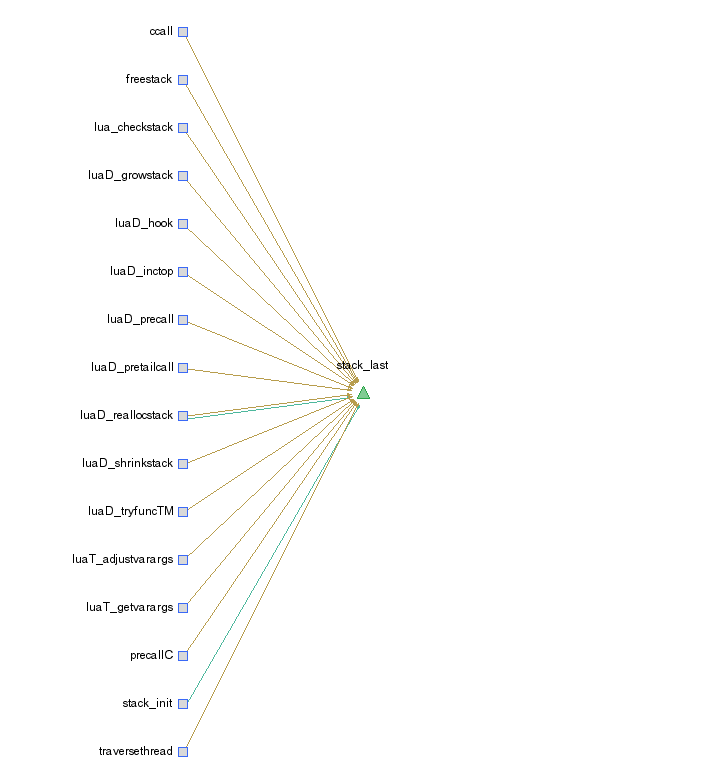 ccall
freestack
lua_checkstack
luaD_growstack
luaD_hook
luaD_inctop
luaD_precall
stack_last
luaD_pretailcall
luaD_reallocstack
luaD_shrinkstack
luaD_tryfuncTM
luaT_adjustvarargs
luaT_getvarargs
precallC
stack_init
traversethread